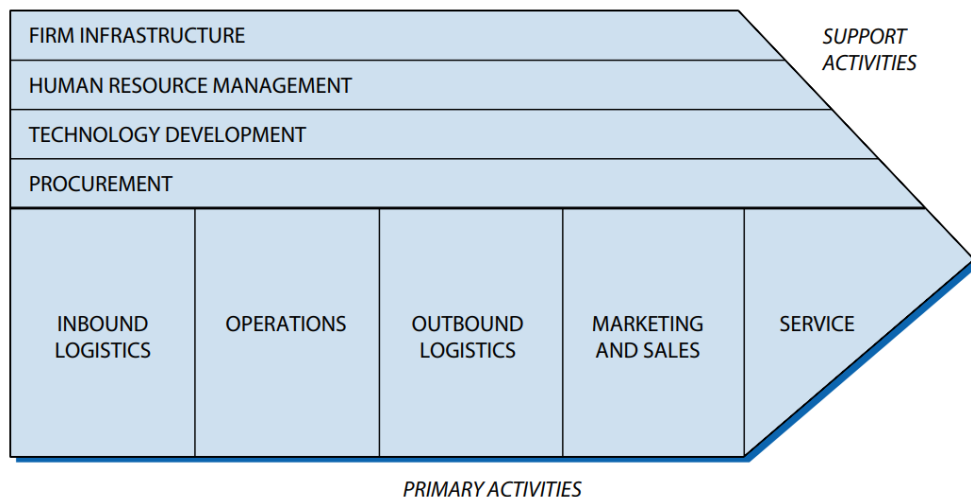 FIRM INFRASTRUCTURE
SUPPORT
ACTIVITIES
HUMAN RESOURCE MANAGEMENT
TECHNOLOGY DEVELOPMENT
PROCUREMENT
INBOUND
LOGISTICS
OPERATIONS
OUTBOUND
LOGISTICS
MARKETING
AND SALES
SERVICE
PRIMARY ACTIVITIES